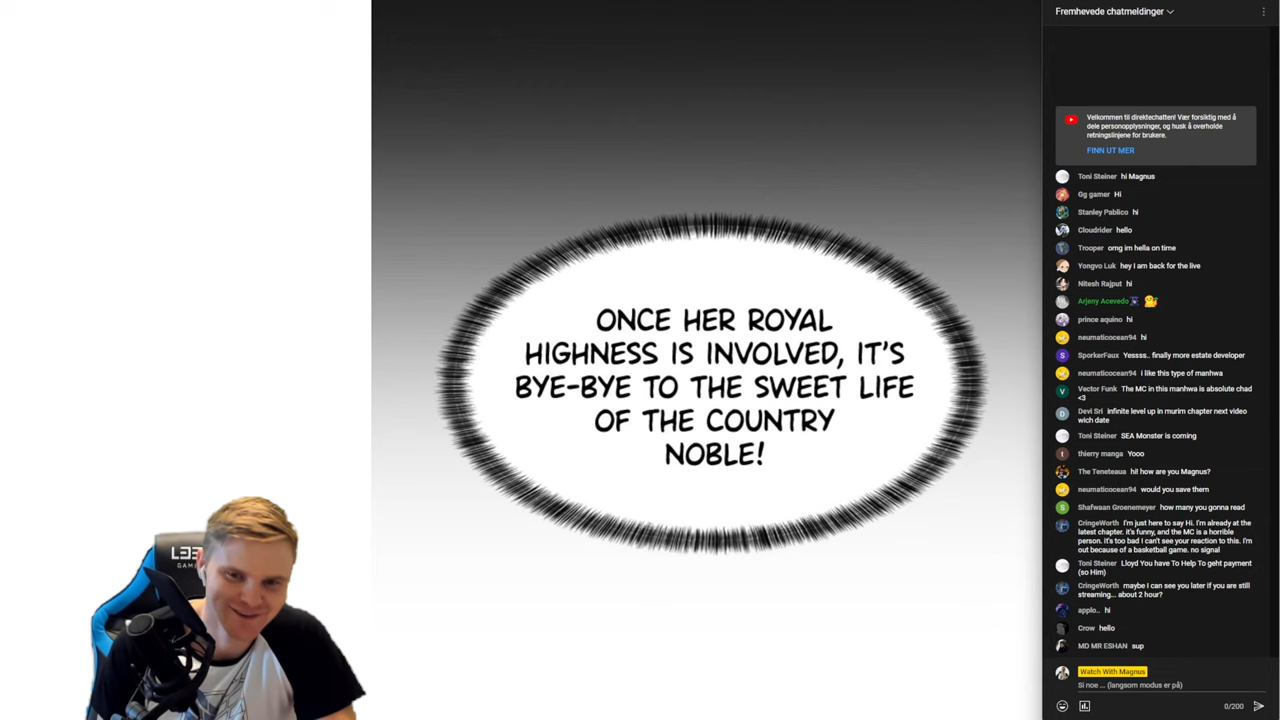 Fremhevede chatmeldinger
Velkommen til direktechatten! Vær forsiktig med å
dele personopplysninger, og husk å overholde
retningslinjene for brukere.
FINN UT MER
Toni Steiner hi Magnus
Gg gamer Hi
Stanley Pablico hi
Cloudrider hello
Trooper omg im hella on time
Yongvo Luk hey i am back for the live
Nitesh Rajput hi
Arjeny Acevedo
prince aquino hi
neumaticocean94 hi
SporkerFaux Yessss.. finally more estate developer
neumaticocean94 i like this type of manhwa
Vector Funk The MC in this manhwa is absolute chad
<3
Devi Sri infinite level up in murim chapter next video
wich date
Toni Steiner SEA Monster is coming
thierry manga Yooo
The Teneteaua hi! how are you Magnus?
neumaticocean94 would you save them
Shafwaan Groenemeyer how many you gonna read
CringeWorth I'm just here to say Hi. I'm already at the
latest chapter. it's funny, and the MC is a horrible
person. it's too bad I can't see your reaction to this. I'm
out because of a basketball game. no signal
Toni Steiner Lloyd You have To Help To geht payment
(so Him)
CringeWorth maybe I can see you later if you are still
streaming... about 2 hour?
applo.. hi
Crow hello
MD MR ESHAN sup
Watch With Magnus
Si noe ... (langsom modus er på)
0/200
ONCE HER ROYAL
HIGHNESS IS INVOLVED, IT'S
BYE-BYE TO THE SWEET LIFE
OF THE COUNTRY
NOBLE!